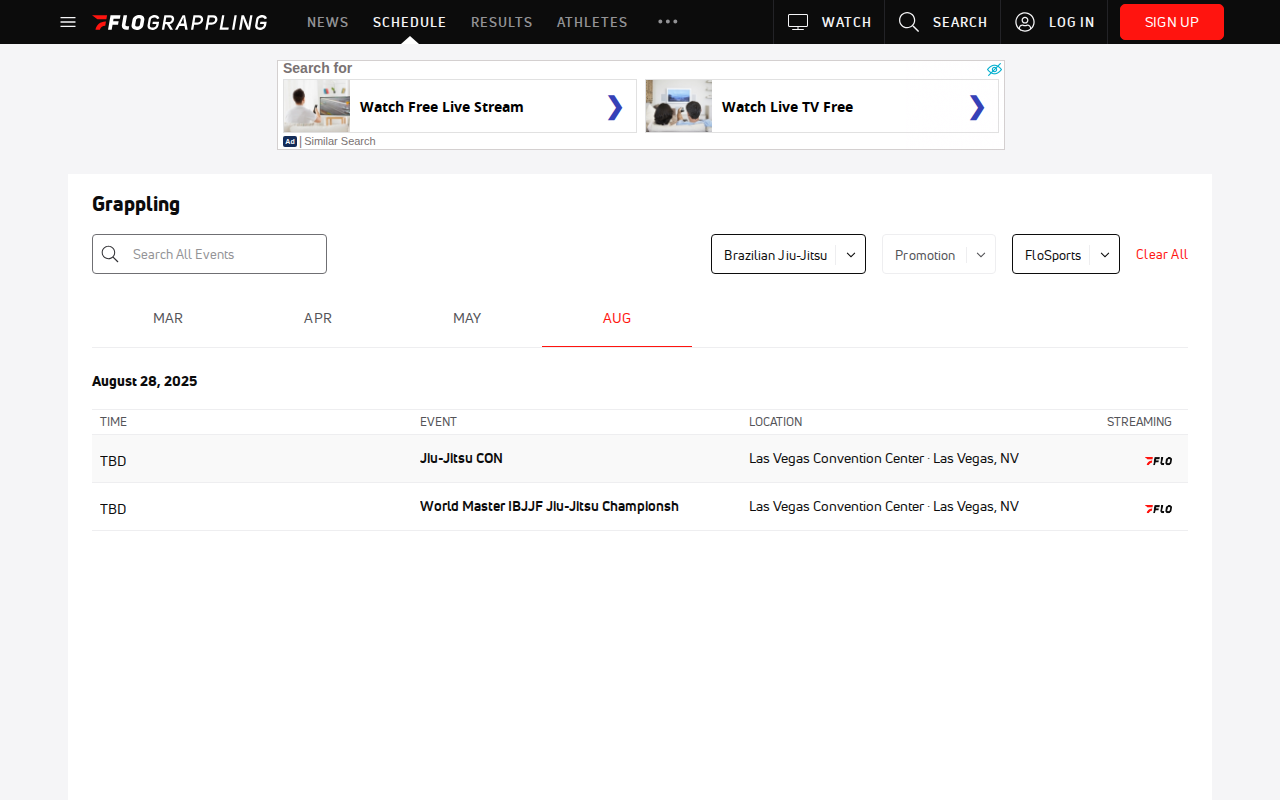 FLOGRAPPLING NEWS SCHEDULE RESULTS ATHLETES ••• WATCH SEARCH LOG IN SIGN UP
Search for
Watch Free Live Stream ❯ Watch Live TV Free ❯
Ad | Similar Search
Grappling
Search All Events Brazilian Jiu-Jitsu Promotion FloSports Clear All
MAR APR MAY AUG
August 28, 2025
TIME EVENT LOCATION STREAMING
TBD Jiu-Jitsu CON Las Vegas Convention Center · Las Vegas, NV FLO
TBD World Master IBJJF Jiu-Jitsu Championsh Las Vegas Convention Center · Las Vegas, NV FLO